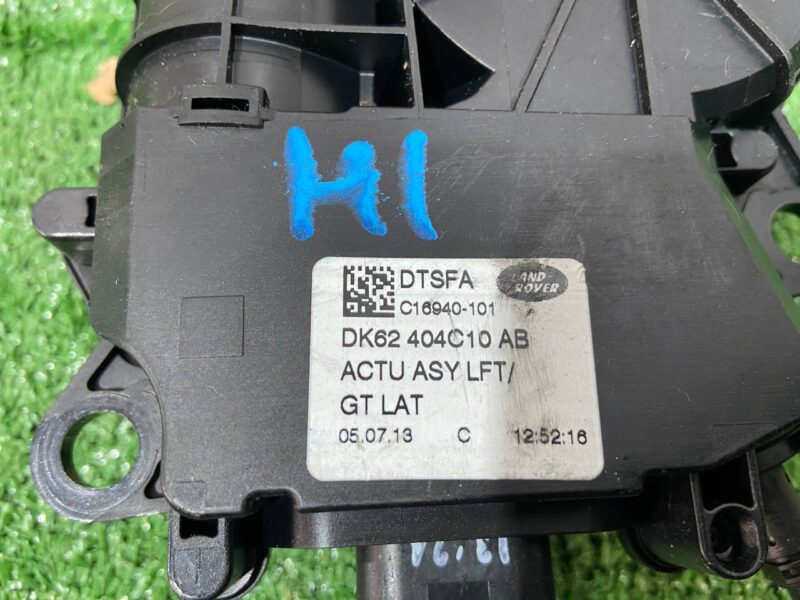 H1
DTSFA
LAND-
ROVER
C16940-101
DK62 404C10 AB
ACTU ASY LFT/
GT LAT
05.07.13 C 12:52:16